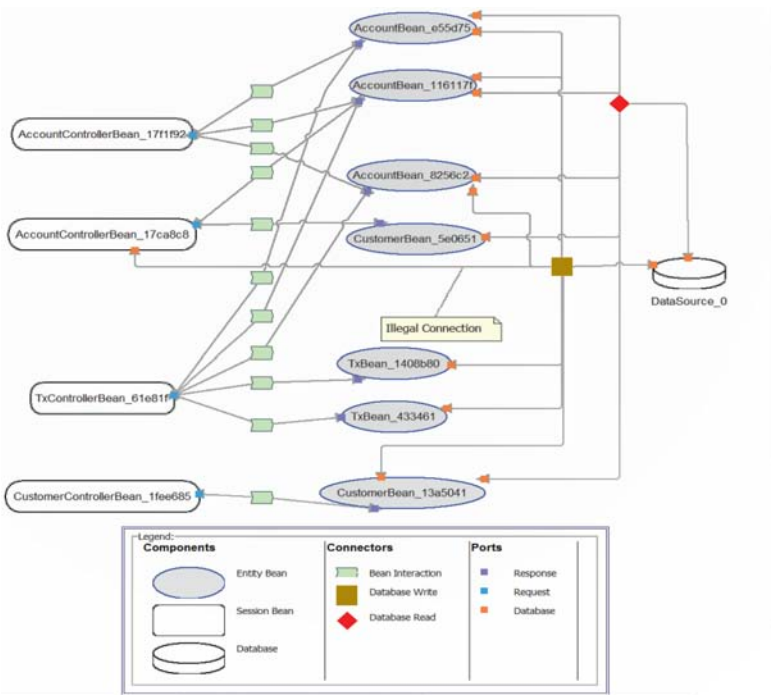 AccountBean_e55d75
AccountBean_116117f
AccountControllerBean_17f1f92
AccountBean_8256c2
AccountControllerBean_17ca8c8
CustomerBean_5e0651
DataSource_0
Illegal Connection
TxBean_1408b80
TxControllerBean_61e81f
TxBean_433461
CustomerControllerBean_1fee685
CustomerBean_13a5041
Legend:
Components
Connectors
Ports
Entity Bean
Bean Interaction
Response
Database Write
Request
Session Bean
Database Read
Database
Database